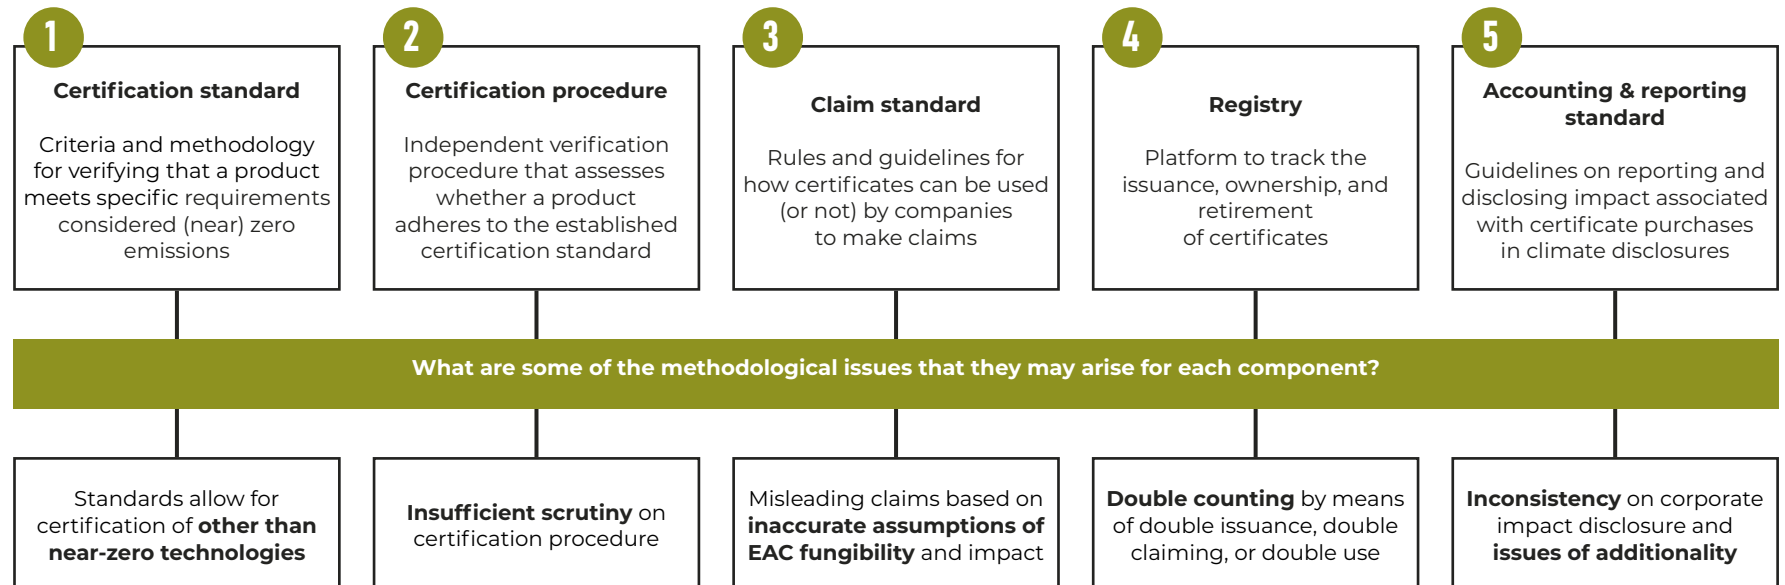 1
Certification standard
Criteria and methodology
for verifying that a product
meets specific requirements
considered (near) zero
emissions
2
Certification procedure
Independent verification
procedure that assesses
whether a product
adheres to the established
certification standard
3
Claim standard
Rules and guidelines for
how certificates can be used
(or not) by companies
to make claims
4
Registry
Platform to track the
issuance, ownership, and
retirement
of certificates
5
Accounting & reporting
standard
Guidelines on reporting and
disclosing impact associated
with certificate purchases
in climate disclosures
What are some of the methodological issues that they may arise for each component?
Standards allow for
certification of other than
near-zero technologies
Insufficient scrutiny on
certification procedure
Misleading claims based on
inaccurate assumptions of
EAC fungibility and impact
Double counting by means
of double issuance, double
claiming, or double use
Inconsistency on corporate
impact disclosure and
issues of additionality